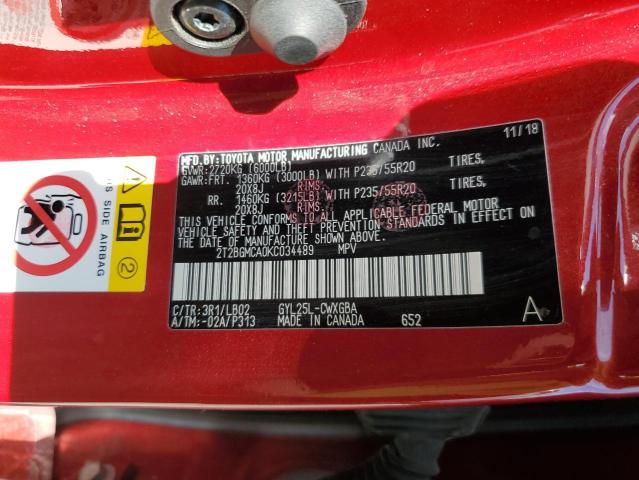 MFD.BY:TOYOTA MOTOR MANUFACTURING CANADA INC. 11/18
GVWR:2720KG (6000LB)
GAWR:FRT. 1360KG (3000LB) WITH P235/55R20 TIRES,
20X8J RIMS,
RR. 1460KG (3215LB) WITH P235/55R20 TIRES,
20X8J RIMS,
THIS VEHICLE CONFORMS TO ALL APPLICABLE FEDERAL MOTOR
VEHICLE SAFETY AND THEFT PREVENTION STANDARDS IN EFFECT ON
THE DATE OF MANUFACTURE SHOWN ABOVE.
2T2BGMCA0KC034489 MPV
C/TR:3R1/LB02 GYL25L-CWXGBA
A/TM:-02A/P313 MADE IN CANADA 652 A
SIDE AIRBAG